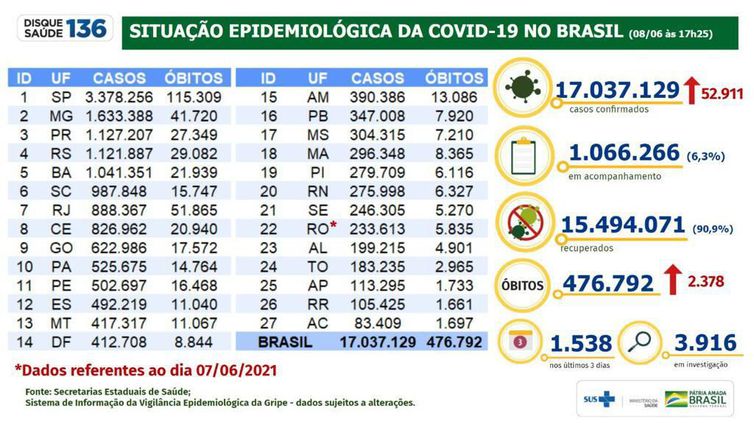 DISQUE
SAÚDE 136
SITUAÇÃO EPIDEMIOLÓGICA DA COVID-19 NO BRASIL (08/06 às 17h25)
ID UF CASOS ÓBITOS
1 SP 3.378.256 115.309
2 MG 1.633.388 41.720
3 PR 1.127.207 27.349
4 RS 1.121.887 29.082
5 BA 1.041.351 21.939
6 SC 987.848 15.747
7 RJ 888.367 51.865
8 CE 826.962 20.940
9 GO 622.986 17.572
10 PA 525.675 14.764
11 PE 502.697 16.468
12 ES 492.219 11.040
13 MT 417.317 11.067
14 DF 412.708 8.844
ID UF CASOS ÓBITOS
15 AM 390.386 13.086
16 PB 347.008 7.920
17 MS 304.315 7.210
18 MA 296.348 8.365
19 PI 279.709 6.116
20 RN 275.998 6.327
21 SE 246.305 5.270
22 RO* 233.613 5.835
23 AL 199.215 4.901
24 TO 183.235 2.965
25 AP 113.295 1.733
26 RR 105.425 1.661
27 AC 83.409 1.697
BRASIL 17.037.129 476.792
17.037.129 52.911
casos confirmados
1.066.266 (6,3%)
em acompanhamento
15.494.071 (90,9%)
recuperados
ÓBITOS 476.792 2.378
3 1.538
nos últimos 3 dias
3.916
em investigação
*Dados referentes ao dia 07/06/2021
Fonte: Secretarias Estaduais de Saúde;
Sistema de Informação da Vigilância Epidemiológica da Gripe - dados sujeitos a alterações.
SUS
MINISTÉRIO DA
SAÚDE
PÁTRIA AMADA
BRASIL
GOVERNO FEDERAL